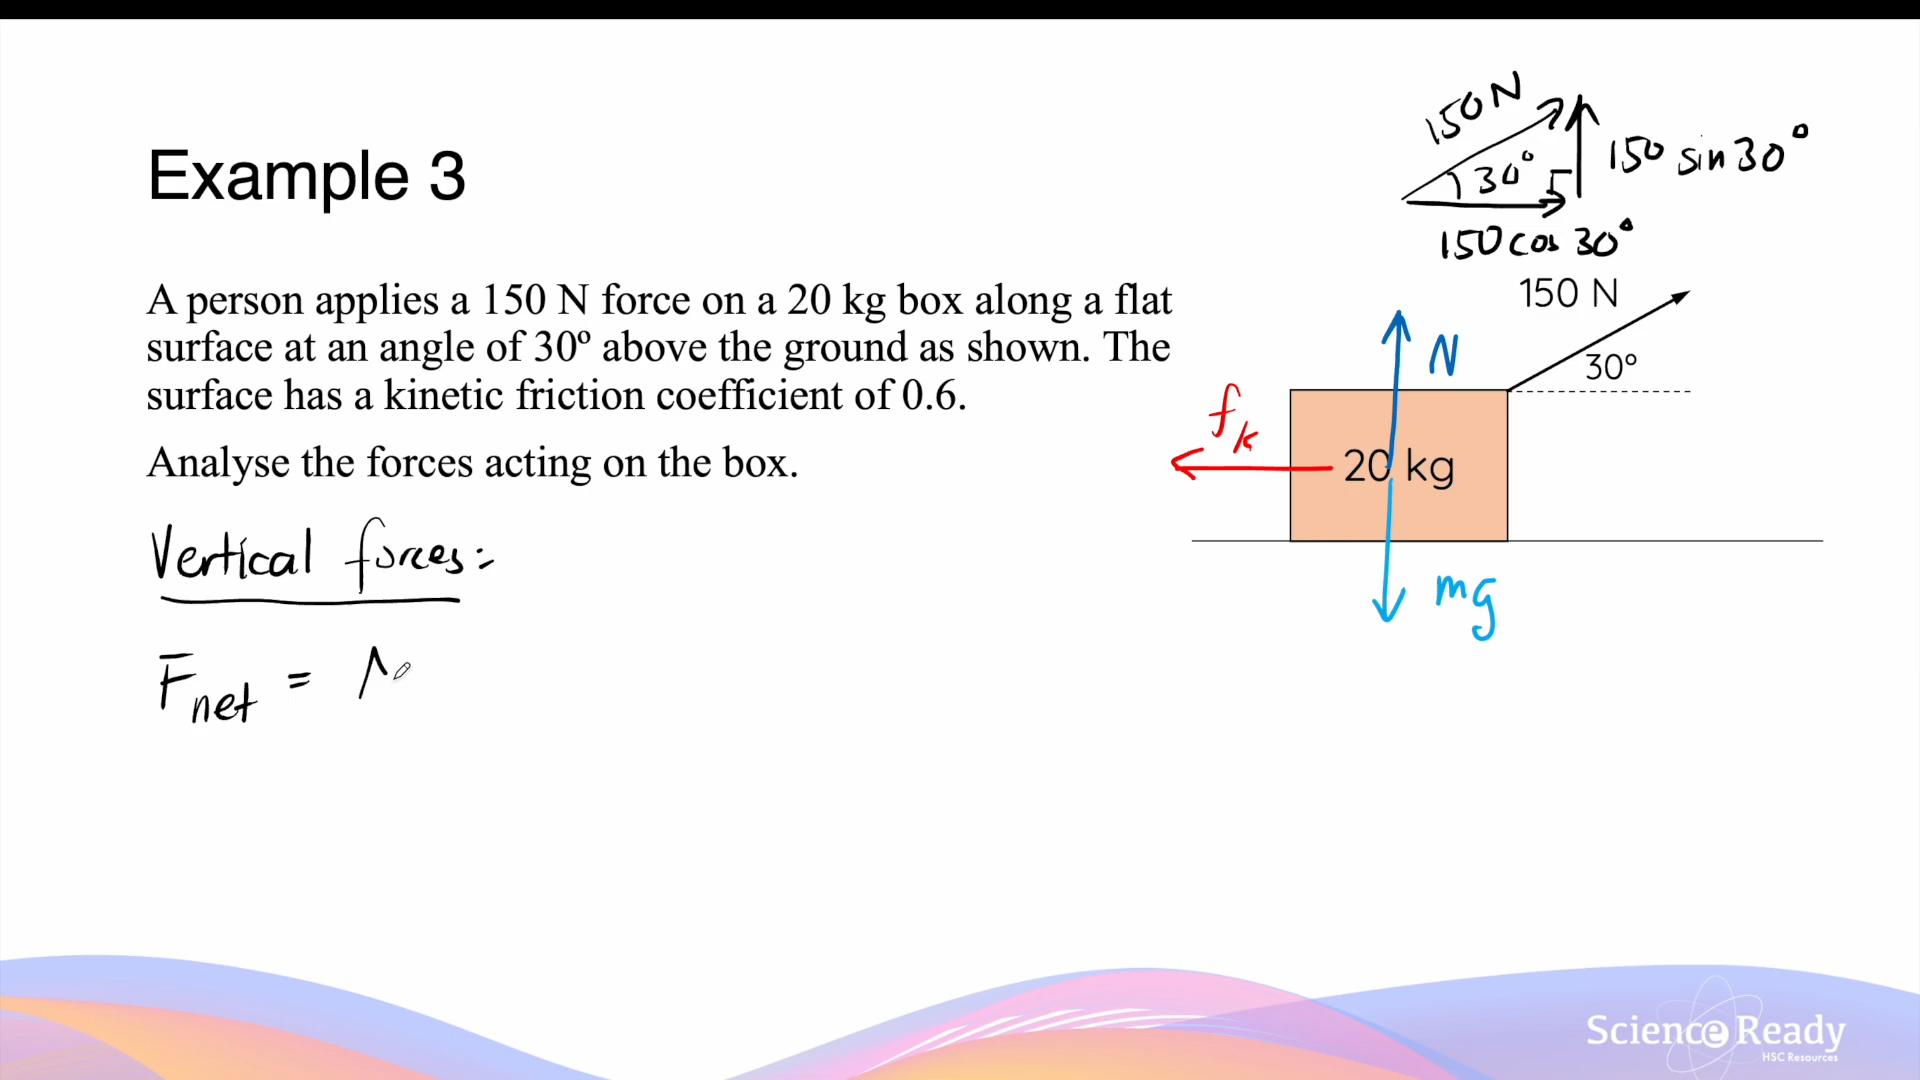 Example 3
A person applies a 150 N force on a 20 kg box along a flat
surface at an angle of 30º above the ground as shown. The
surface has a kinetic friction coefficient of 0.6.
Analyse the forces acting on the box.
Vertical forces:
Fnet =
150 N
30°
150 sin 30°
150 cos 30°
150 N
30º
N
fk
20 kg
mg
Science Ready
HSC Resources